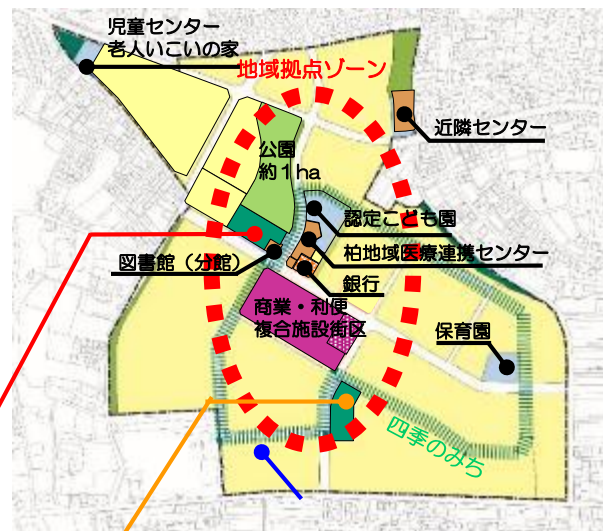 児童センター
老人いこいの家
地域拠点ゾーン
近隣センター
公園
約1ha
認定こども園
図書館（分館）
柏地域医療連携センター
銀行
商業・利便
複合施設街区
保育園
四季のみち